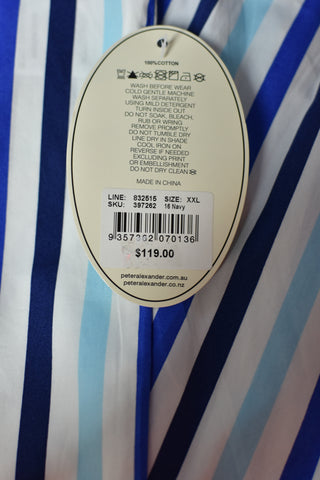 100%COTTON
WASH BEFORE WEAR
COLD GENTLE MACHINE
WASH SEPARATELY
USING MILD DETERGENT
TURN INSIDE OUT
DO NOT SOAK, BLEACH,
RUB OR WRING
REMOVE PROMPTLY
DO NOT TUMBLE DRY
LINE DRY IN SHADE
COOL IRON ON
REVERSE IF NEEDED
EXCLUDING PRINT
OR EMBELLISHMENT
DO NOT DRY CLEAN
MADE IN CHINA
LINE: 832515 SIZE: XXL
SKU: 397262 16 Navy
9 357362 070136
$119.00
peteralexander.com.au
peteralexander.co.nz